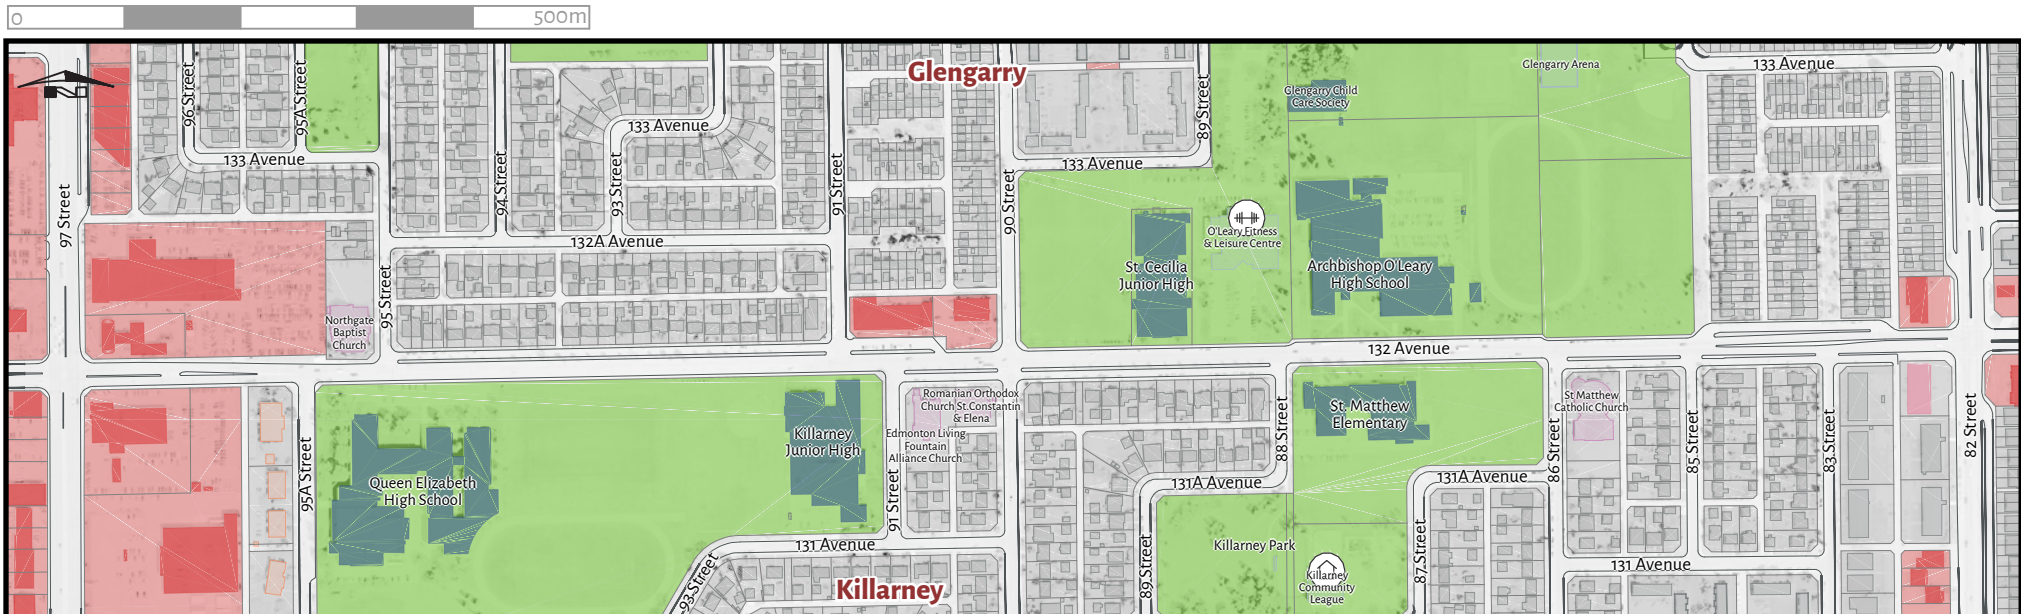 0 500m
Glengarry
Glengarry Arena
133 Avenue
Glengarry Child
Care Society
96 Street
95A Street
89 Street
133 Avenue
133 Avenue
133 Avenue
94 Street
93 Street
91 Street
90 Street
97 Street
132A Avenue
O'Leary Fitness
& Leisure Centre
St. Cecilia
Junior High
Archbishop O'Leary
High School
95 Street
Northgate
Baptist
Church
132 Avenue
Romanian Orthodox
Church St.Constantin
& Elena
St. Matthew
Elementary
St Matthew
Catholic Church
88 Street
86 Street
85 Street
83 Street
82 Street
Killarney
Junior High
Edmonton Living
Fountain
Alliance Church
95A Street
Queen Elizabeth
High School
91 Street
131A Avenue
131A Avenue
131 Avenue
Killarney Park
89 Street
87 Street
131 Avenue
93 Street
Killarney
Killarney
Community
League